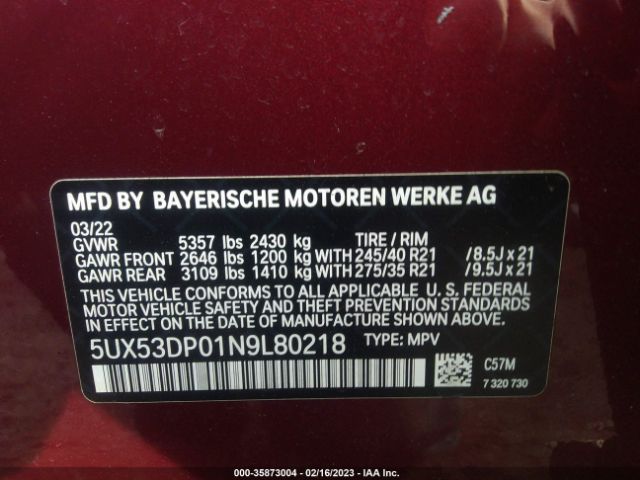 MFD BY BAYERISCHE MOTOREN WERKE AG
03/22
GVWR 5357 lbs 2430 kg TIRE / RIM
GAWR FRONT 2646 lbs 1200 kg WITH 245/40 R21 /8.5J x 21
GAWR REAR 3109 lbs 1410 kg WITH 275/35 R21 /9.5J x 21
THIS VEHICLE CONFORMS TO ALL APPLICABLE U. S. FEDERAL
MOTOR VEHICLE SAFETY AND THEFT PREVENTION STANDARDS
IN EFFECT ON THE DATE OF MANUFACTURE SHOWN ABOVE.
5UX53DP01N9L80218 TYPE: MPV
C57M
7 320 730
000-35873004 - 02/16/2023 - IAA Inc.